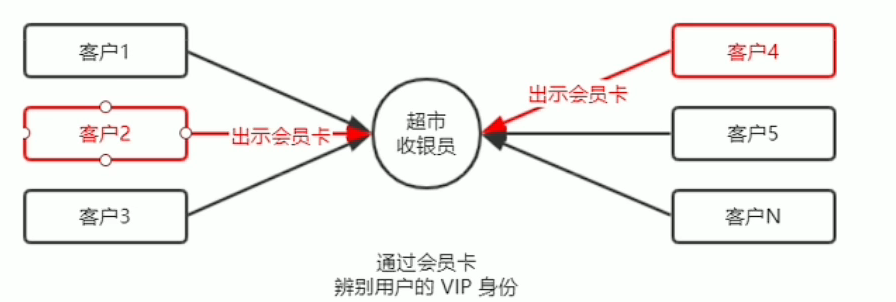 客户1
客户4
出示会员卡
超市
收银员
客户2
出示会员卡
客户5
客户3
客户N
通过会员卡
辨别用户的 VIP 身份